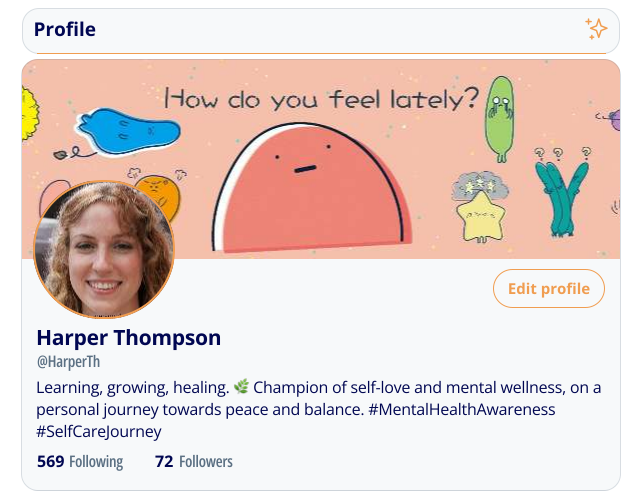 Profile
How do you feel lately?
? ? ?
Edit profile
Harper Thompson
@HarperTh
Learning, growing, healing. 🌿 Champion of self-love and mental wellness, on a
personal journey towards peace and balance. #MentalHealthAwareness
#SelfCareJourney
569 Following 72 Followers